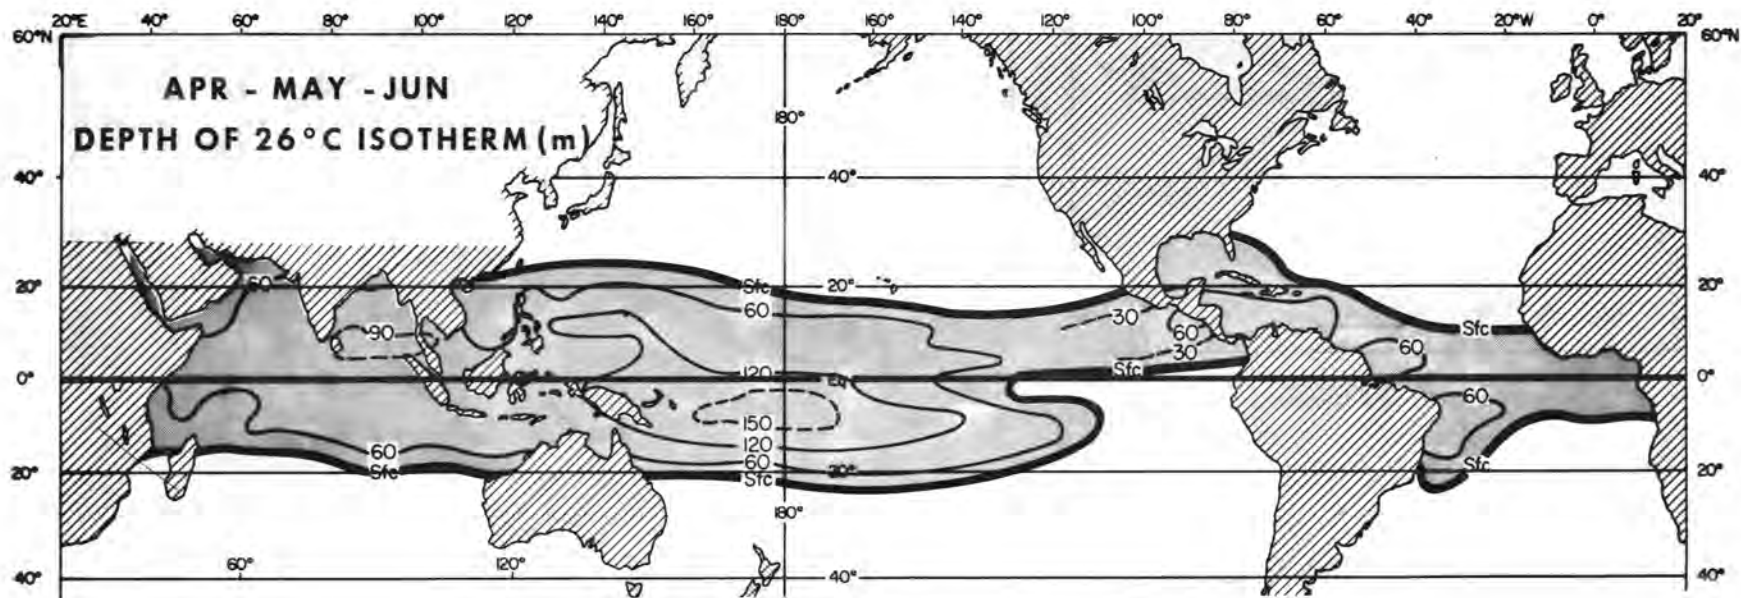 20°E 40° 60° 80° 100° 120° 140° 160° 180° 160° 140° 120° 100° 80° 60° 40° 20°W 0° 20°
60°N 60°N
APR - MAY - JUN
180°
DEPTH OF 26°C ISOTHERM (m)
40° 40° 40°
60 Sfc
20° 20° 20°
60 30 Sfc
90 60
30 60
120 Sfc
0° Eq 0° 0°
60
150
120
60 60 Sfc
20° Sfc Sfc 20° 20° 20°
180°
60° 120°
40° 40° 40°